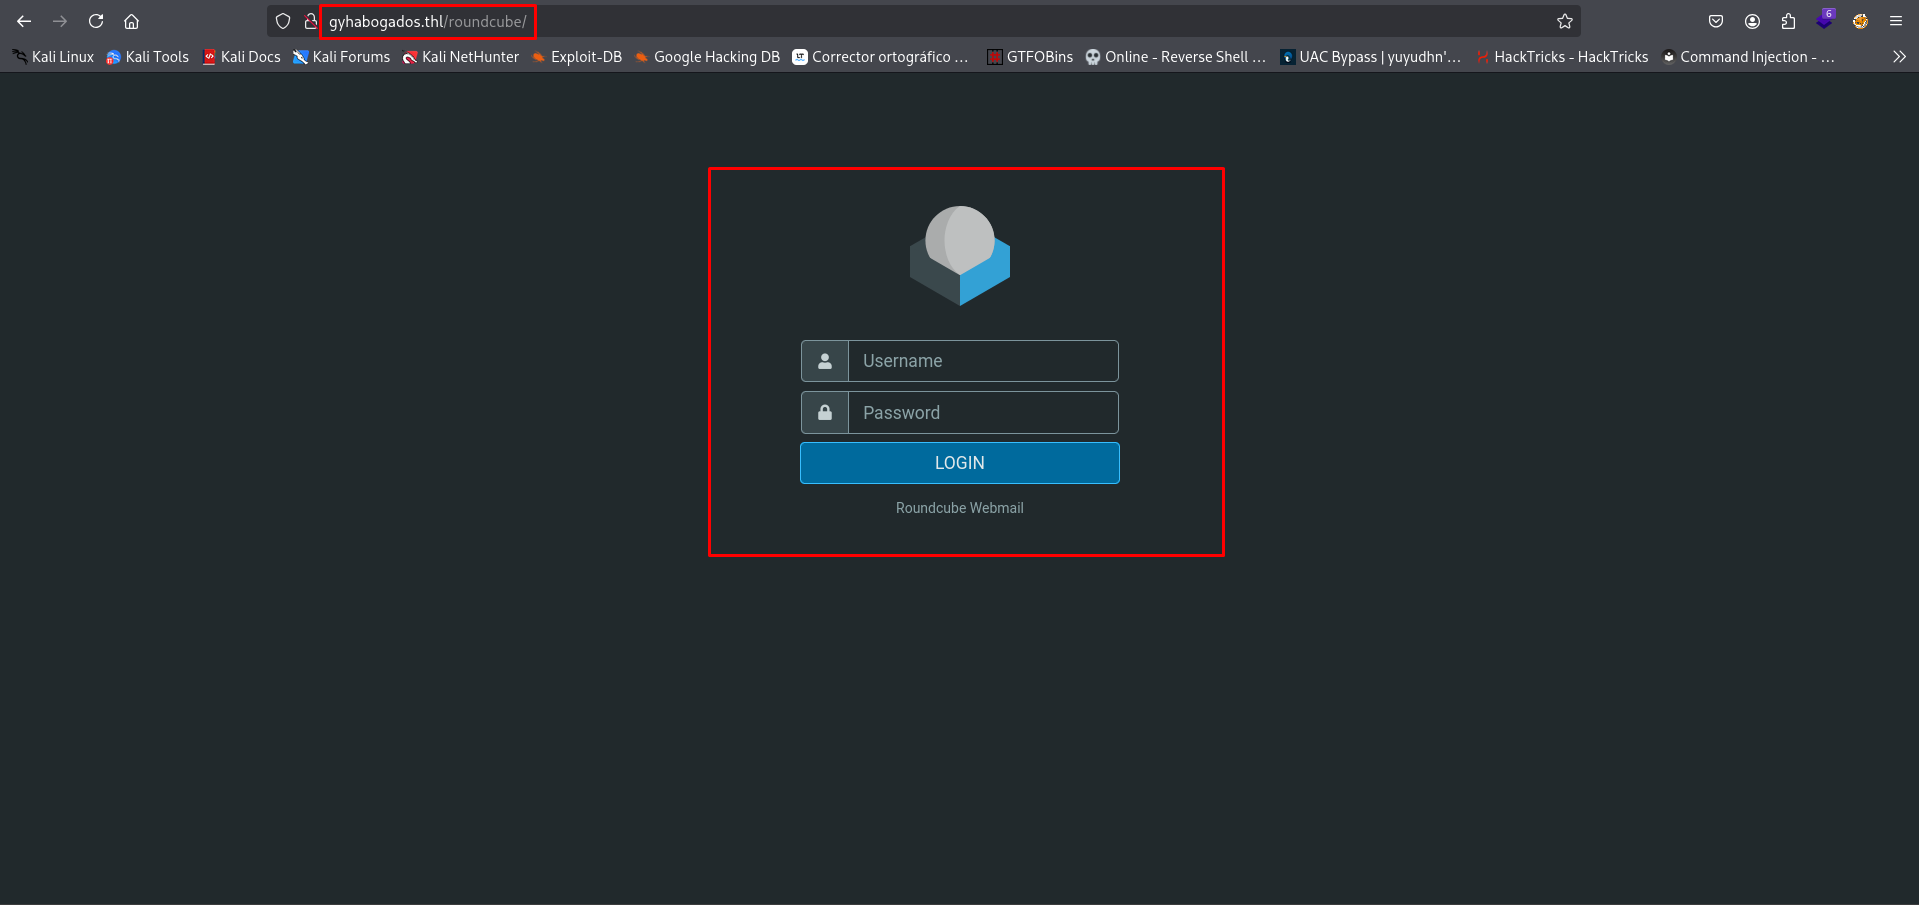 gyhabogados.thl/roundcube/
6
Kali Linux Kali Tools Kali Docs Kali Forums Kali NetHunter Exploit-DB Google Hacking DB Corrector ortográfico ... GTFOBins Online - Reverse Shell ... UAC Bypass | yuyudhn'... HackTricks - HackTricks Command Injection - ...
Username
Password
LOGIN
Roundcube Webmail